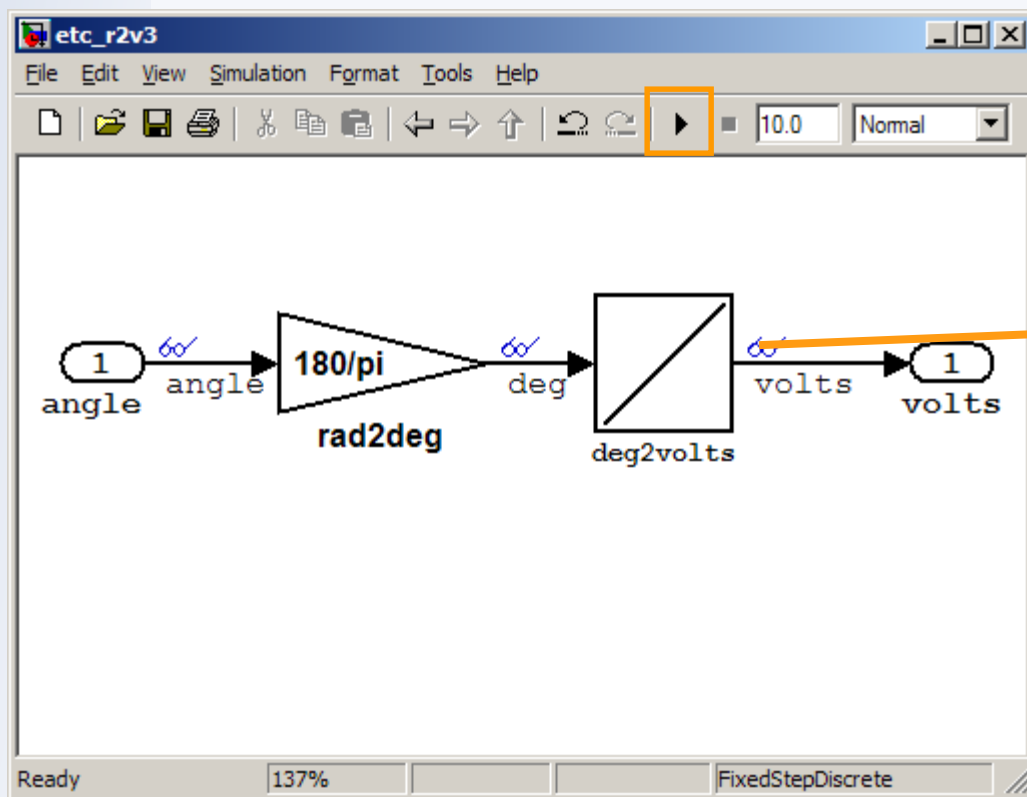 etc_r2v3
File Edit View Simulation Format Tools Help
10.0 Normal
1 angle 180/pi deg volts 1
angle rad2deg deg2volts volts
Ready 137% FixedStepDiscrete